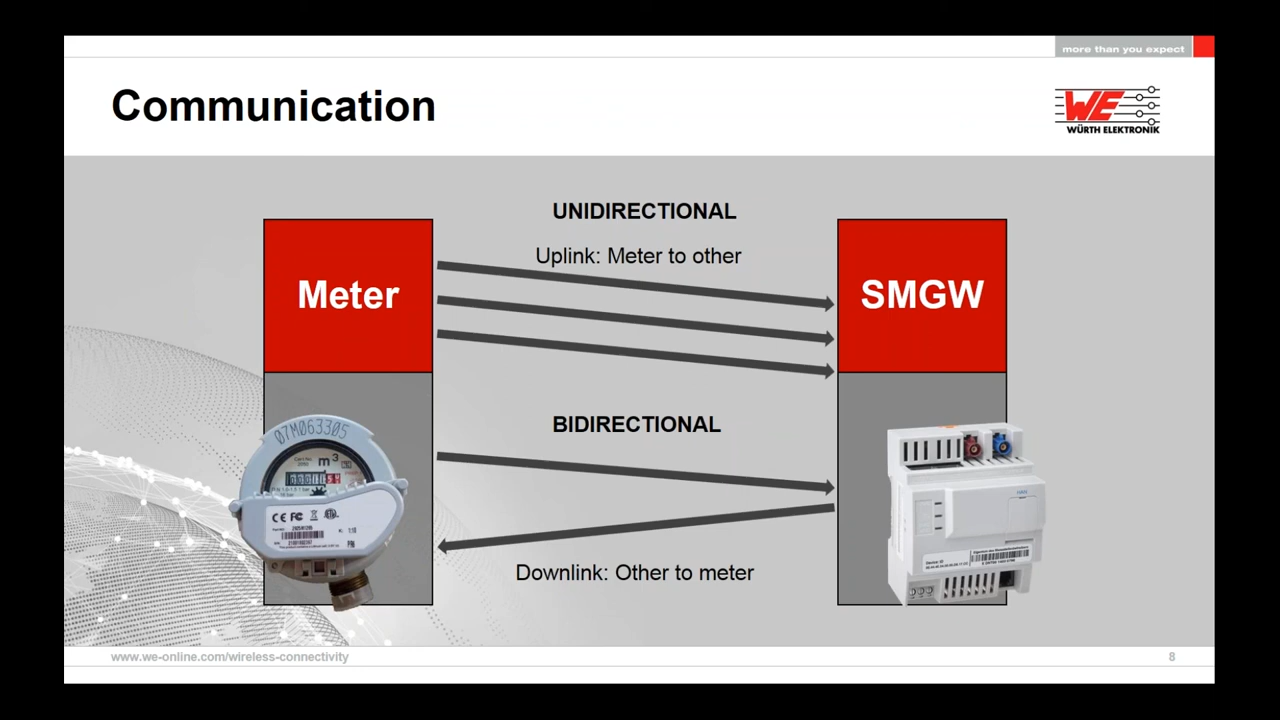 more than you expect
Communication
WE
WÜRTH ELEKTRONIK
UNIDIRECTIONAL
Uplink: Meter to other
Meter
SMGW
BIDIRECTIONAL
07M063305
m3
CE FC
Downlink: Other to meter
www.we-online.com/wireless-connectivity
8